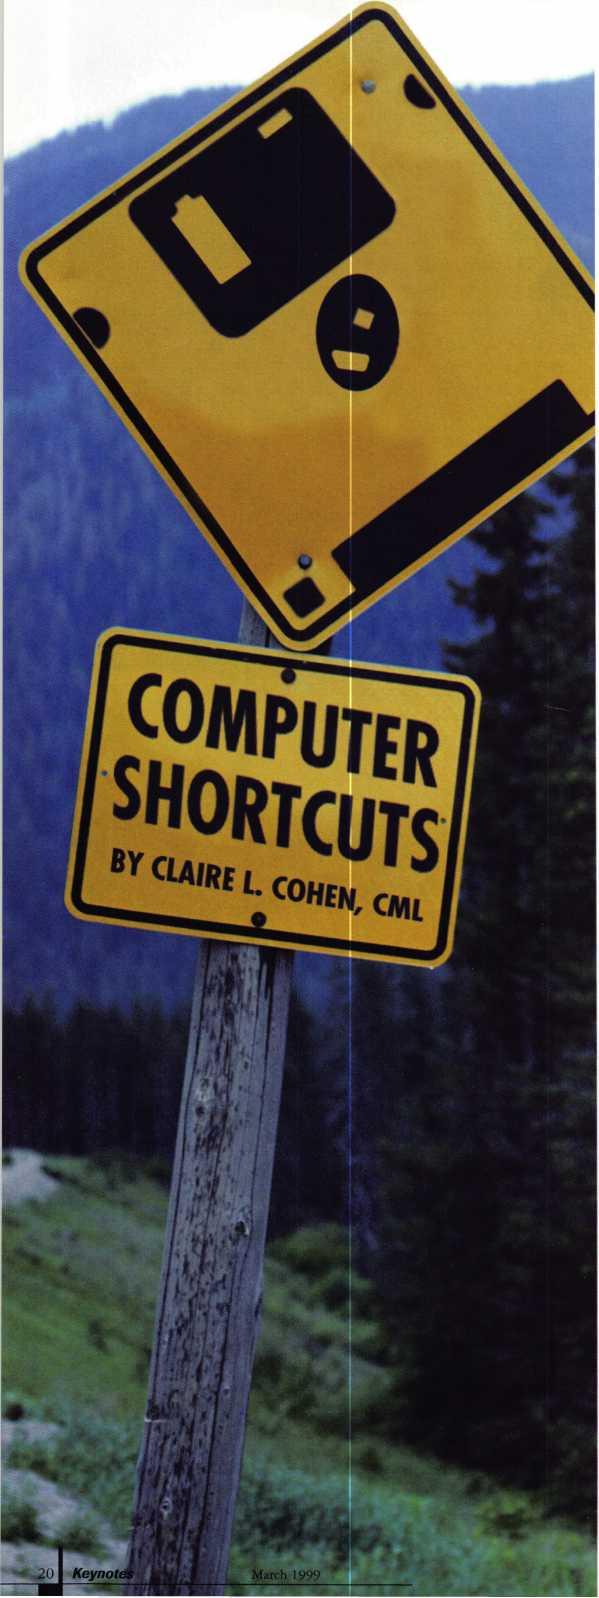 COMPUTER
SHORTCUTS
BY CLAIRE L. COHEN, CML
20 Keynotes March 1999